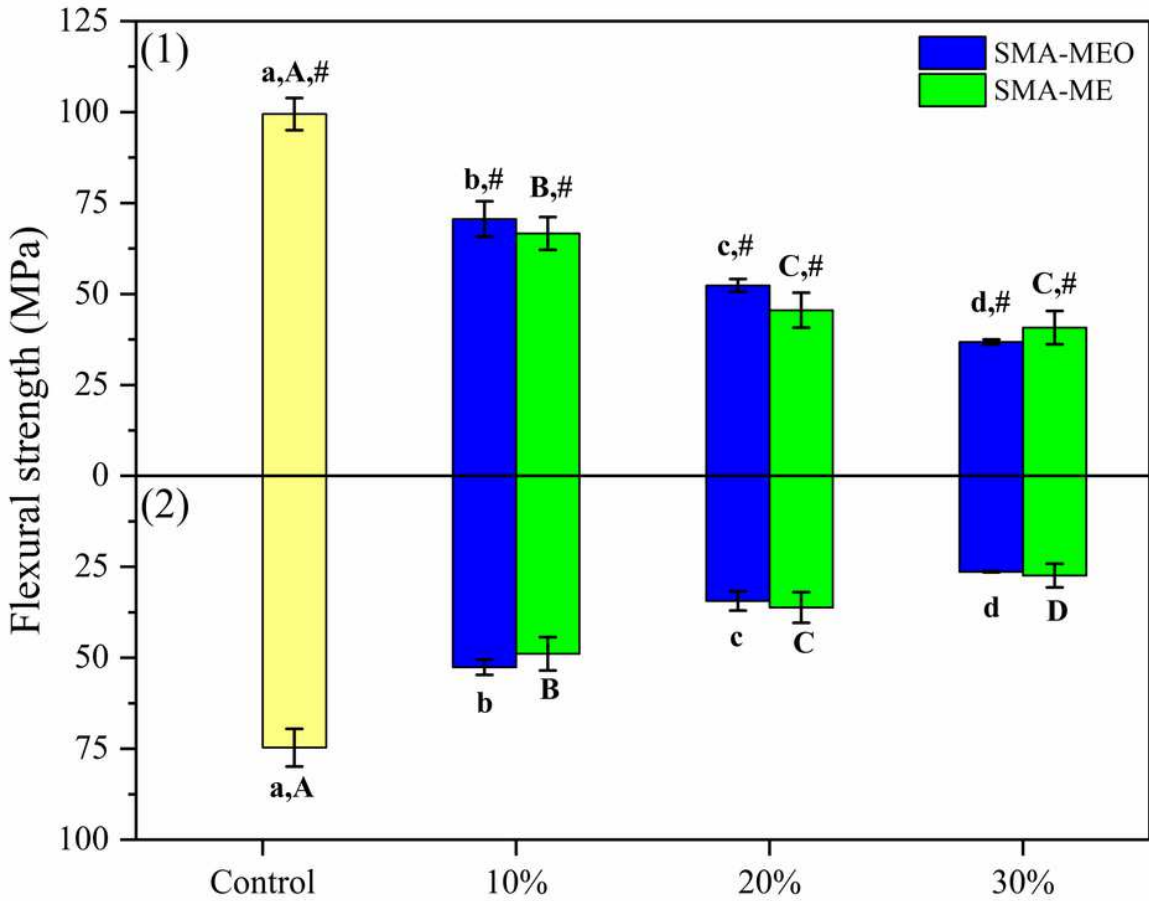 Flexural strength (MPa)
125
100
75
50
25
0
25
50
75
100
(1)
SMA-MEO
SMA-ME
a,A,#
b,#
B,#
c,#
C,#
d,#
C,#
(2)
a,A
b
B
c
C
d
D
Control
10%
20%
30%